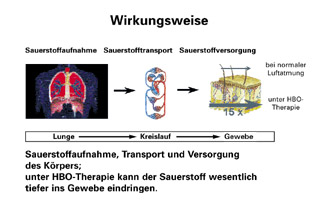 Wirkungsweise
Sauerstoffaufnahme Sauerstofftransport Sauerstoffversorgung
bei normaler
Luftatmung
unter HBO-
Therapie
15 x
Lunge Kreislauf Gewebe
Sauerstoffaufnahme, Transport und Versorgung
des Körpers;
unter HBO-Therapie kann der Sauerstoff wesentlich
tiefer ins Gewebe eindringen.